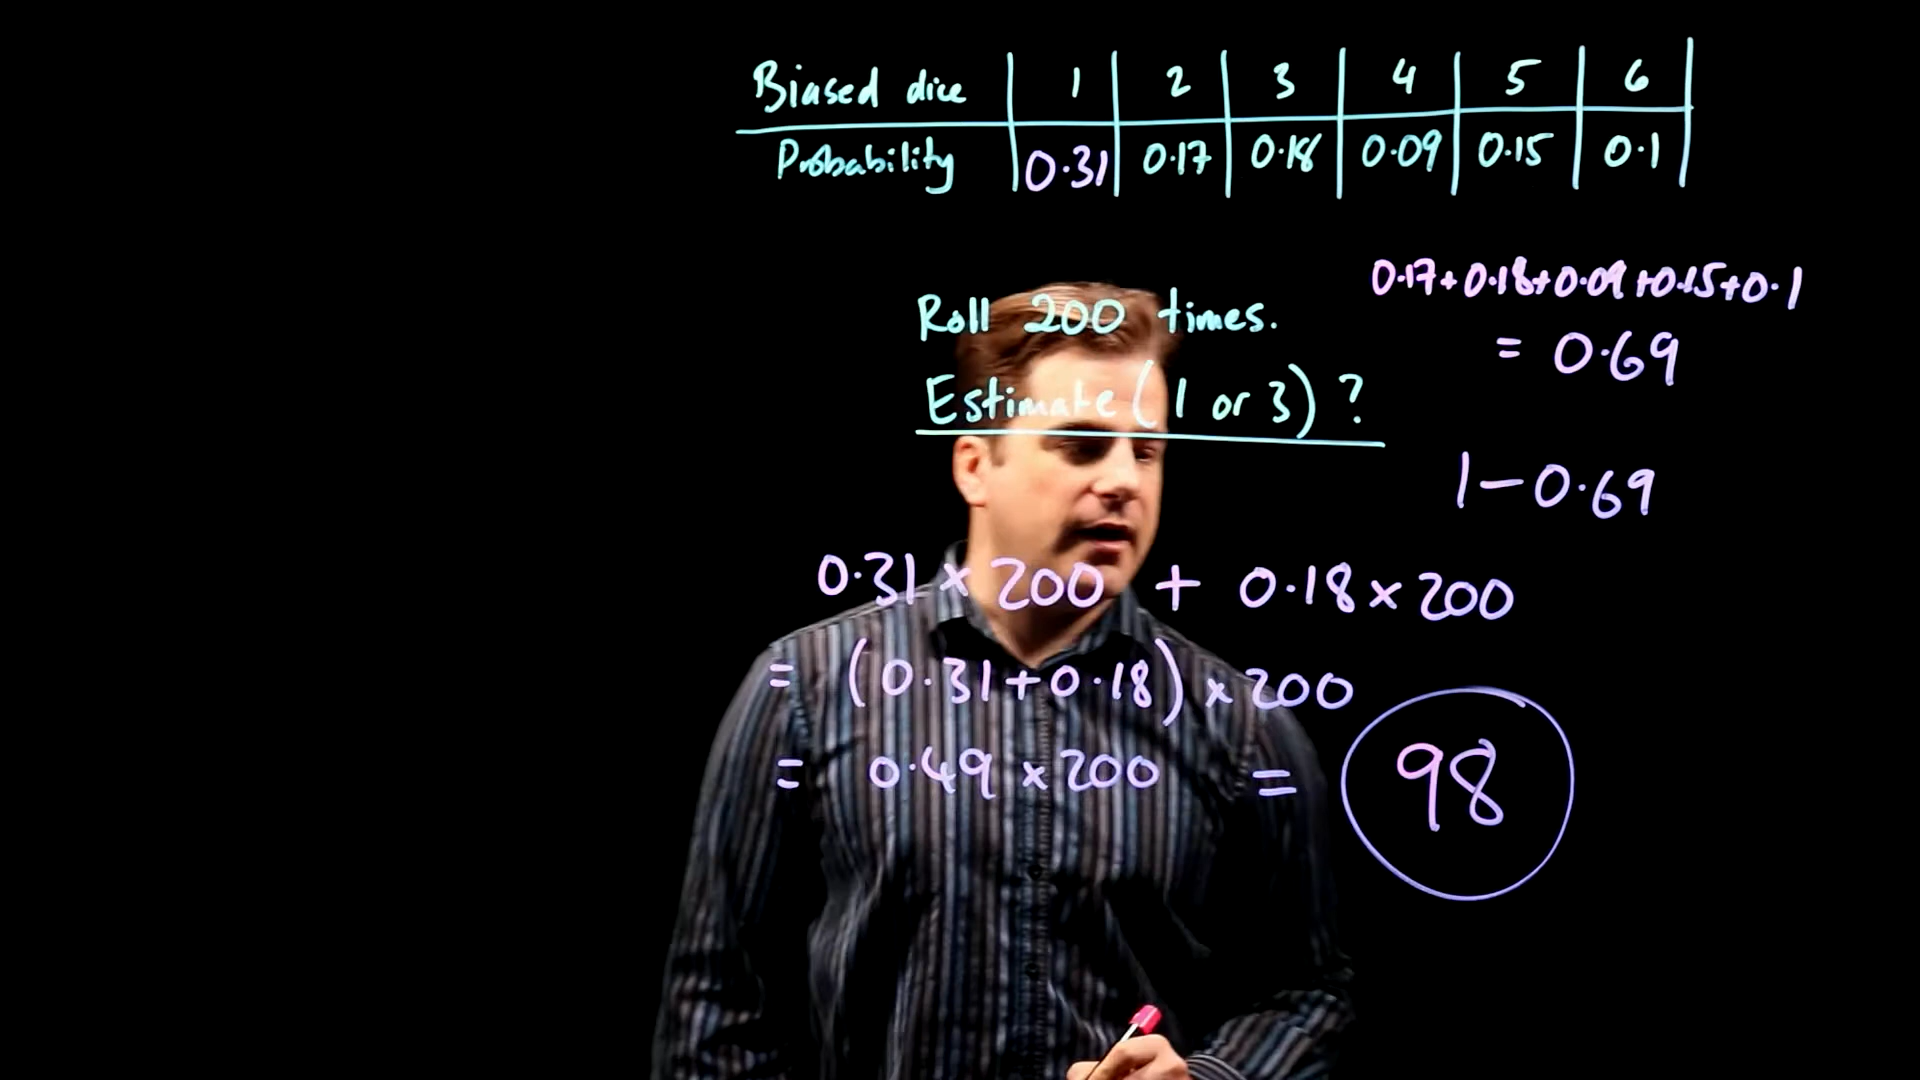 Biased dice 1 2 3 4 5 6
Probability 0.31 0.17 0.18 0.09 0.15 0.1
0.17+0.18+0.09+0.15+0.1
= 0.69
Roll 200 times.
Estimate (1 or 3) ?
1-0.69
0.31 × 200 + 0.18 × 200
= (0.31+0.18) × 200
= 0.49 × 200 = 98